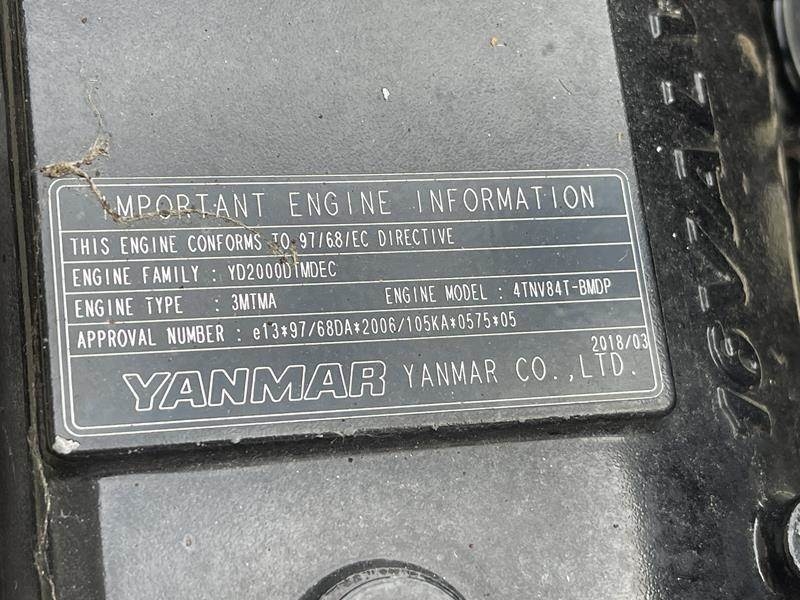 IMPORTANT ENGINE INFORMATION
THIS ENGINE CONFORMS TO 97/68/EC DIRECTIVE
ENGINE FAMILY : YD2000DTMDEC
ENGINE TYPE : 3MTMA ENGINE MODEL : 4TNV84T-BMDP
APPROVAL NUMBER : e13*97/68DA*2006/105KA*0575*05
2018/03
YANMAR YANMAR CO.,LTD.
16VALV